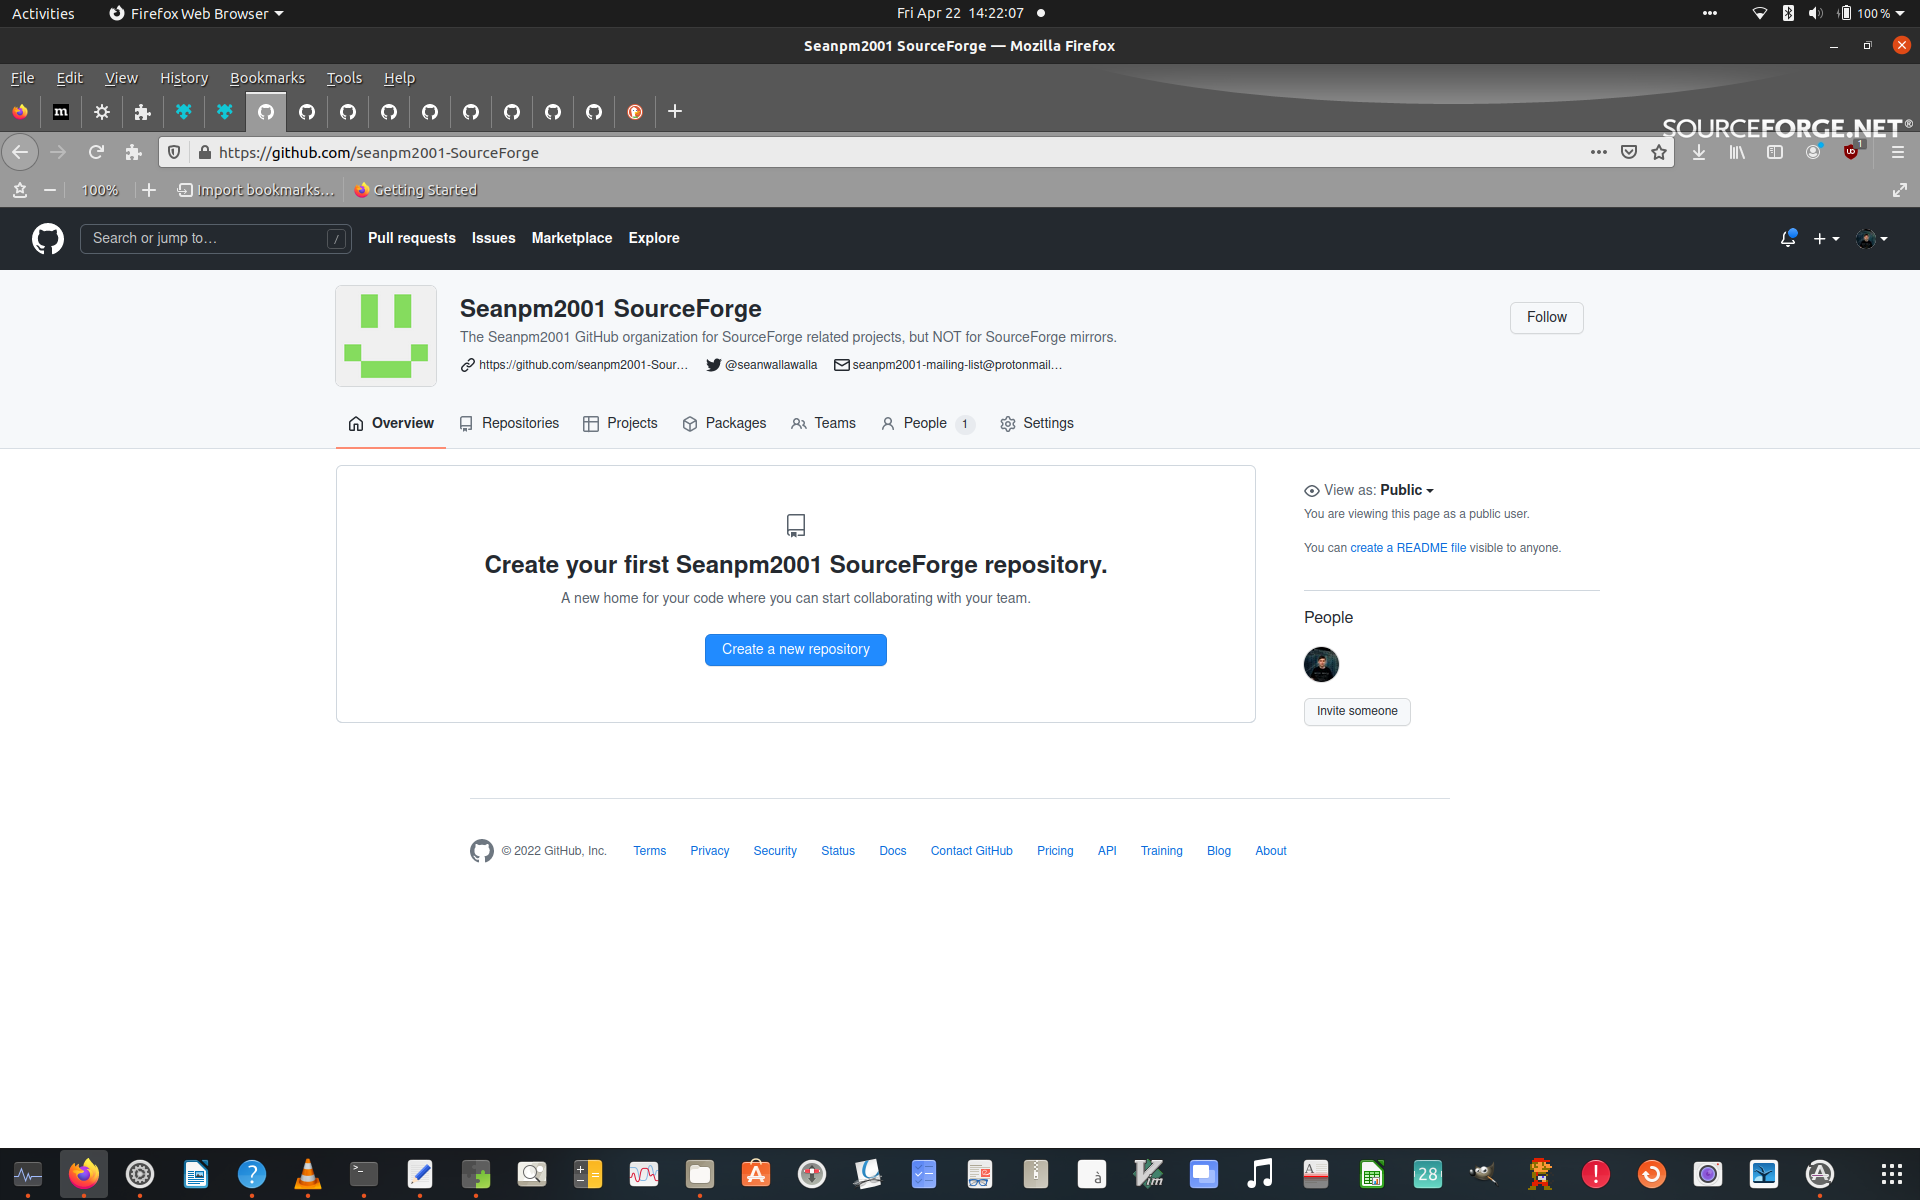 Activities Firefox Web Browser Fri Apr 22 14:22:07 100 %
Seanpm2001 SourceForge — Mozilla Firefox
File Edit View History Bookmarks Tools Help
m
SOURCEFORGE.NET®
https://github.com/seanpm2001-SourceForge 1
100% Import bookmarks... Getting Started
Search or jump to... / Pull requests Issues Marketplace Explore
Seanpm2001 SourceForge
Follow
The Seanpm2001 GitHub organization for SourceForge related projects, but NOT for SourceForge mirrors.
https://github.com/seanpm2001-Sour... @seanwallawalla seanpm2001-mailing-list@protonmail...
Overview Repositories Projects Packages Teams People 1 Settings
View as: Public
You are viewing this page as a public user.
You can create a README file visible to anyone.
Create your first Seanpm2001 SourceForge repository.
A new home for your code where you can start collaborating with your team.
Create a new repository
People
Invite someone
© 2022 GitHub, Inc. Terms Privacy Security Status Docs Contact GitHub Pricing API Training Blog About
? >_ à Vim A 28 !